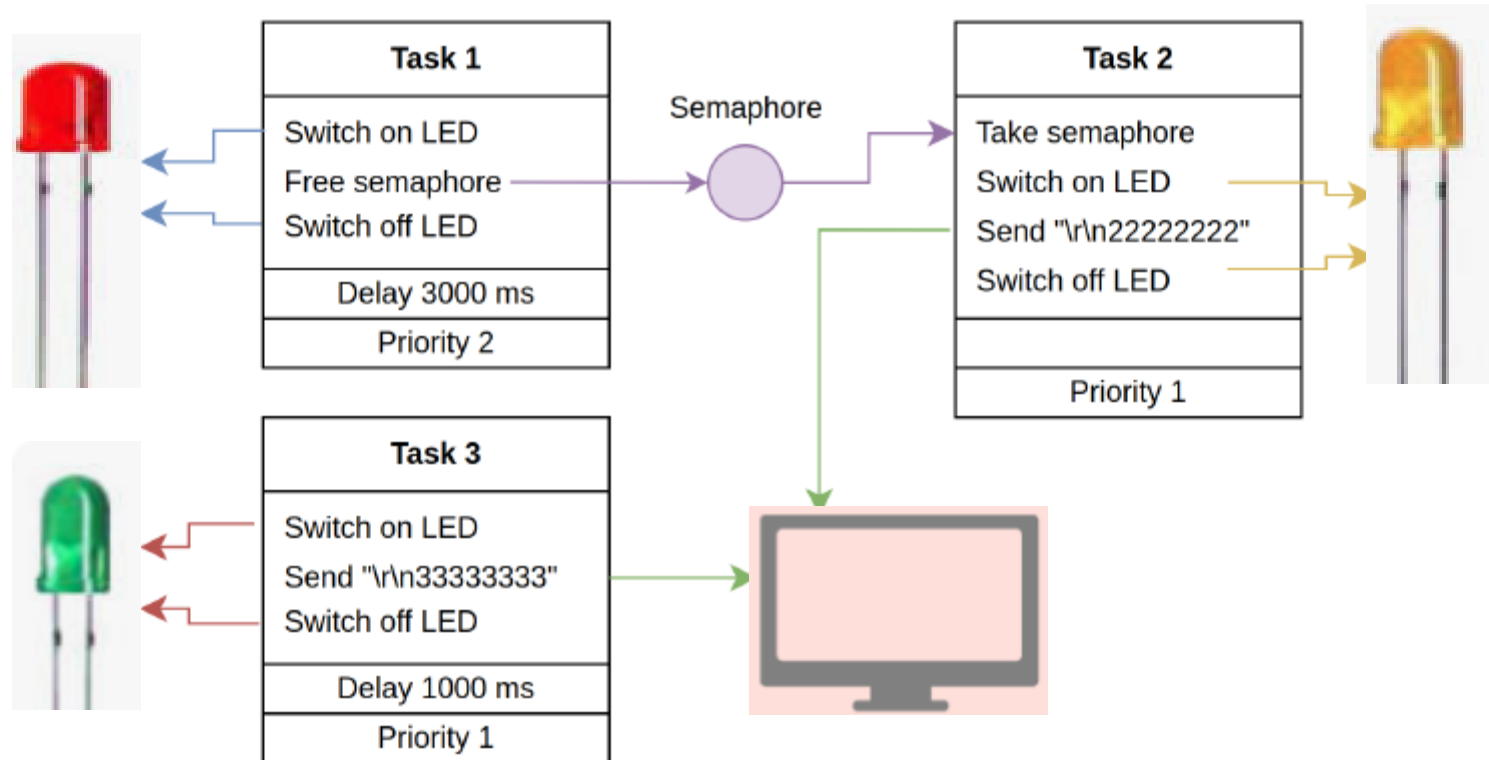 Task 1
Switch on LED
Free semaphore
Switch off LED
Delay 3000 ms
Priority 2
Semaphore
Task 2
Take semaphore
Switch on LED
Send "\r\n22222222"
Switch off LED
Priority 1
Task 3
Switch on LED
Send "\r\n33333333"
Switch off LED
Delay 1000 ms
Priority 1